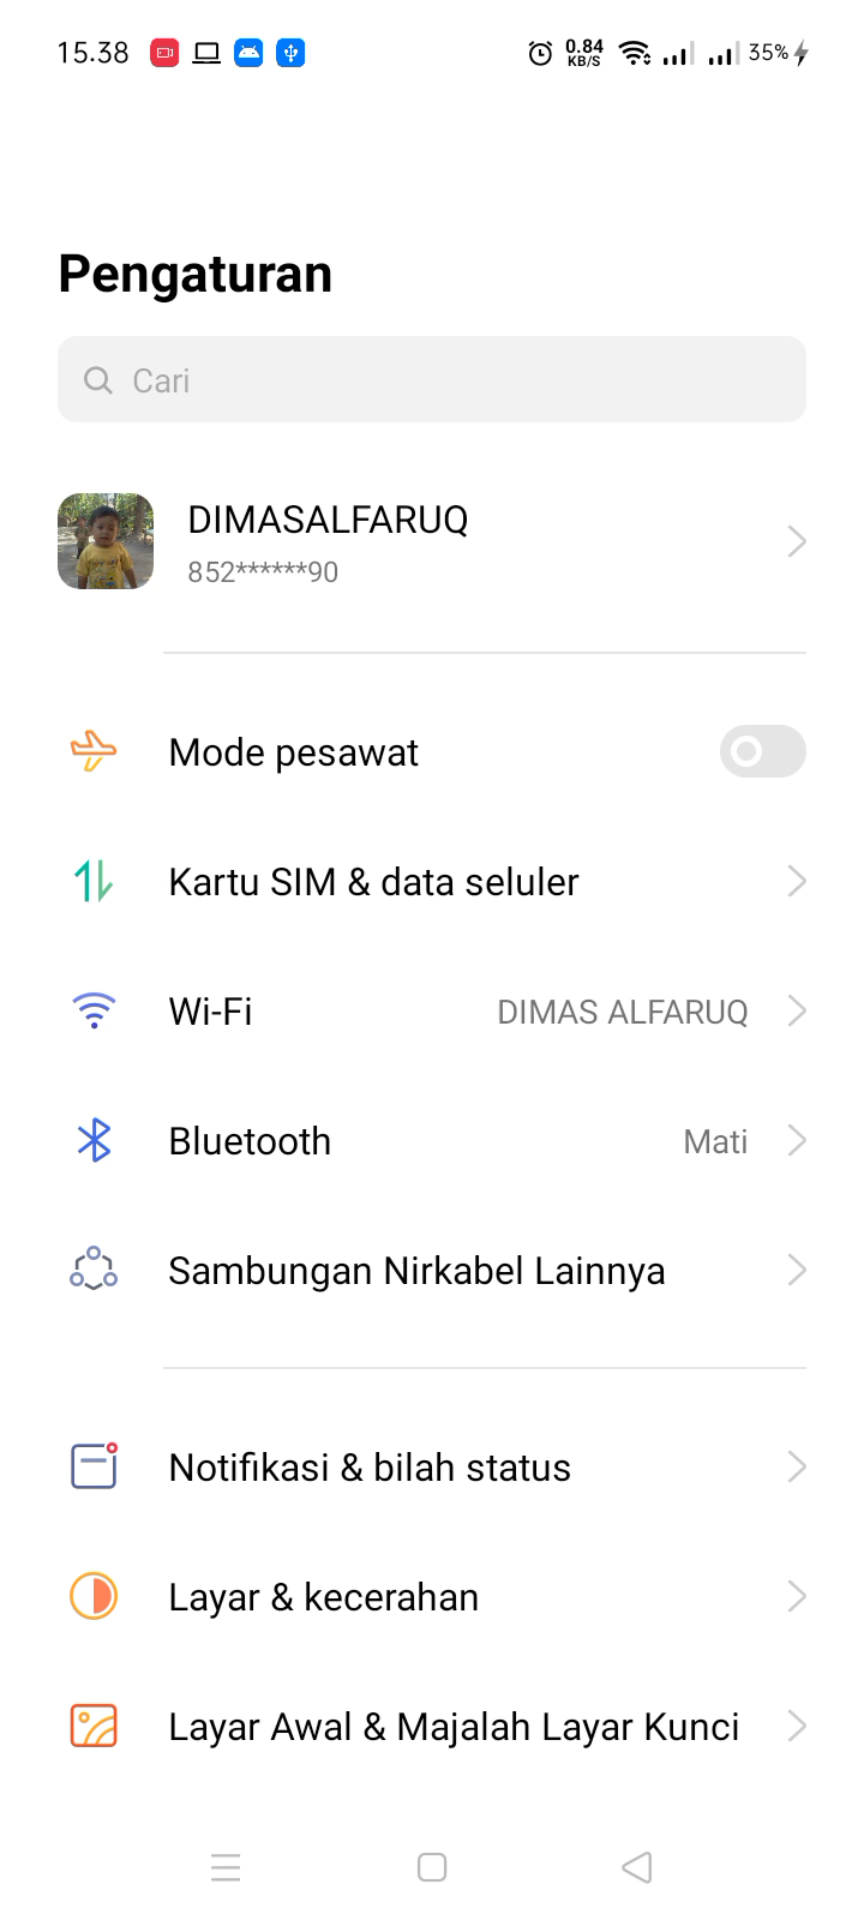 15.38 0.84 KB/S 35%
Pengaturan
Cari
DIMASALFARUQ
852******90
Mode pesawat
Kartu SIM & data seluler
Wi-Fi DIMAS ALFARUQ
Bluetooth Mati
Sambungan Nirkabel Lainnya
Notifikasi & bilah status
Layar & kecerahan
Layar Awal & Majalah Layar Kunci